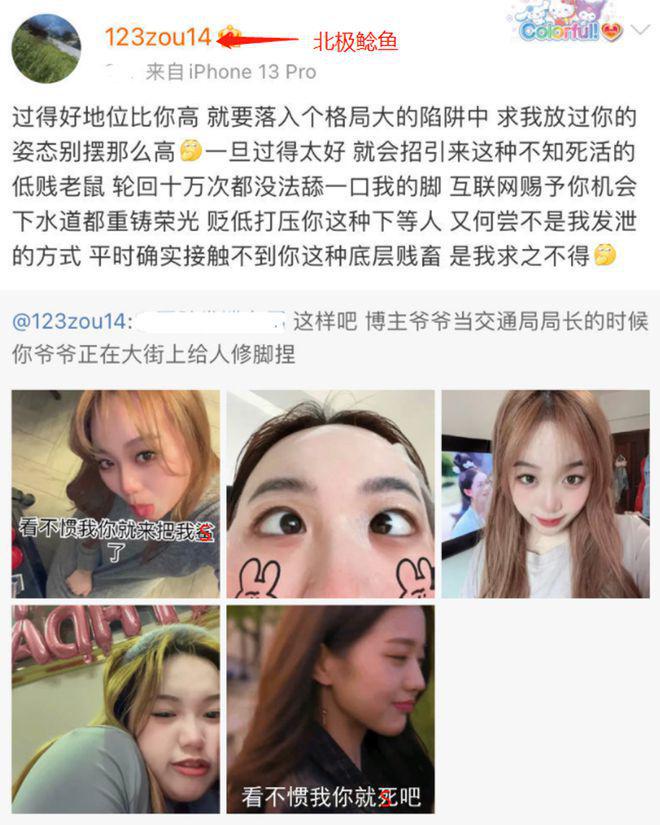 123zou14
北极鲶鱼
Colorful!
来自 iPhone 13 Pro
过得好地位比你高 就要落入个格局大的陷阱中 求我放过你的
姿态别摆那么高 一旦过得太好 就会招引来这种不知死活的
低贱老鼠 轮回十万次都没法舔一口我的脚 互联网赐予你机会
下水道都重铸荣光 贬低打压你这种下等人 又何尝不是我发泄
的方式 平时确实接触不到你这种底层贱畜 是我求之不得
@123zou14: 这样吧 博主爷爷当交通局局长的时候
你爷爷正在大街上给人修脚捏
看不惯我你就来把我
了
看不惯我你就死吧